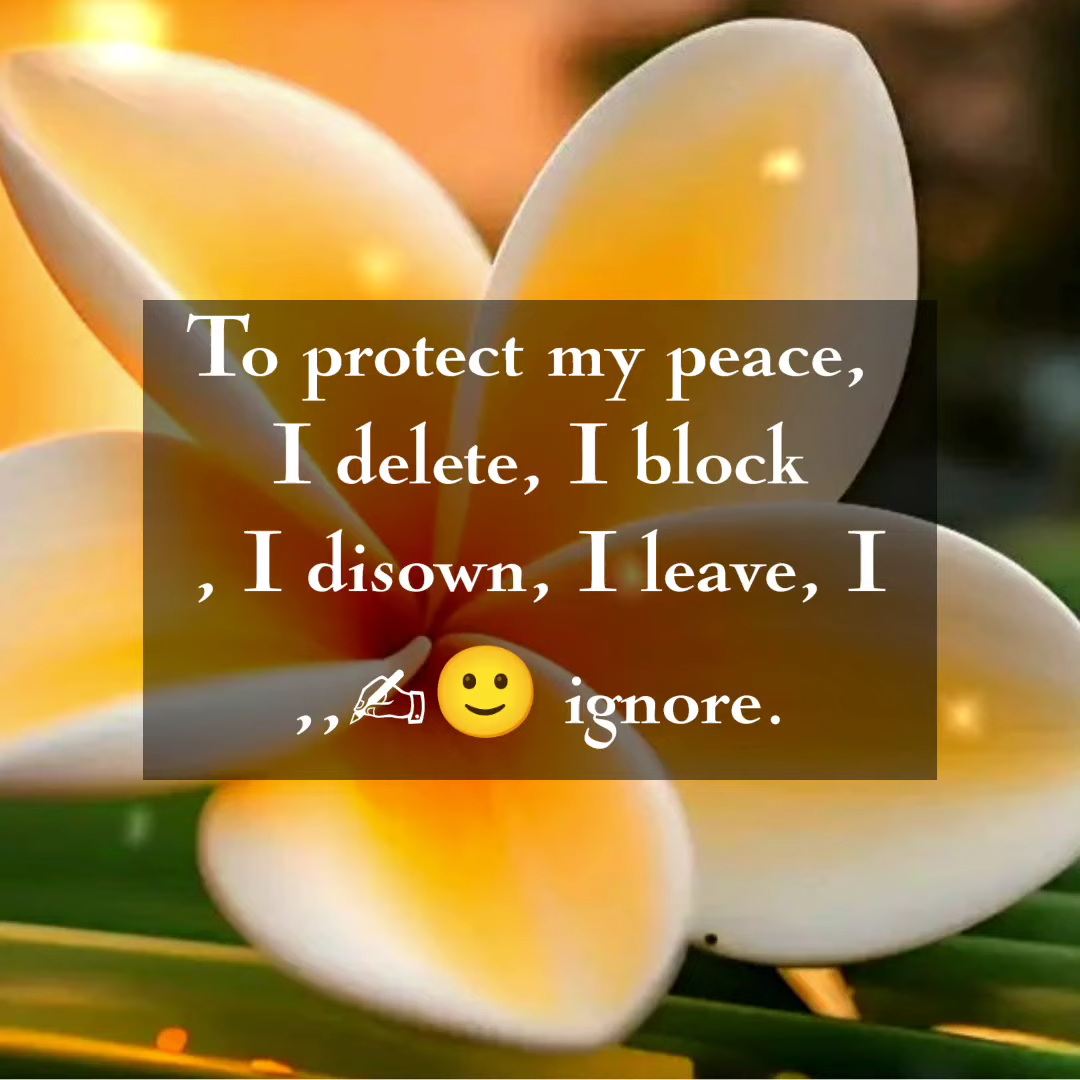 To protect my peace,
I delete, I block
, I disown, I leave, I
,,✍🙂 ignore.